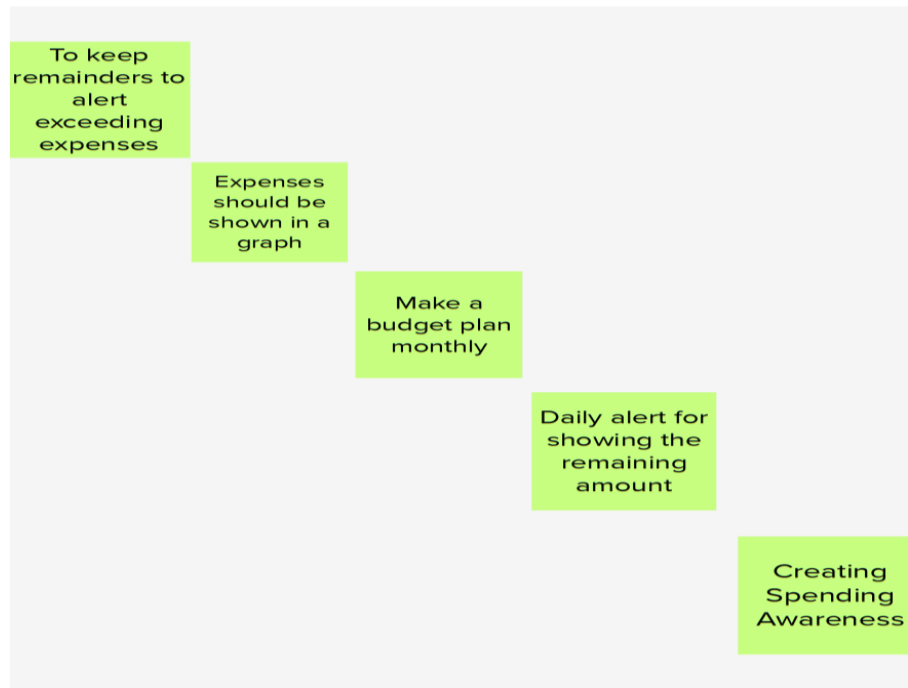 To keep
remainders to
alert
exceeding
expenses
Expenses
should be
shown in a
graph
Make a
budget plan
monthly
Daily alert for
showing the
remaining
amount
Creating
Spending
Awareness